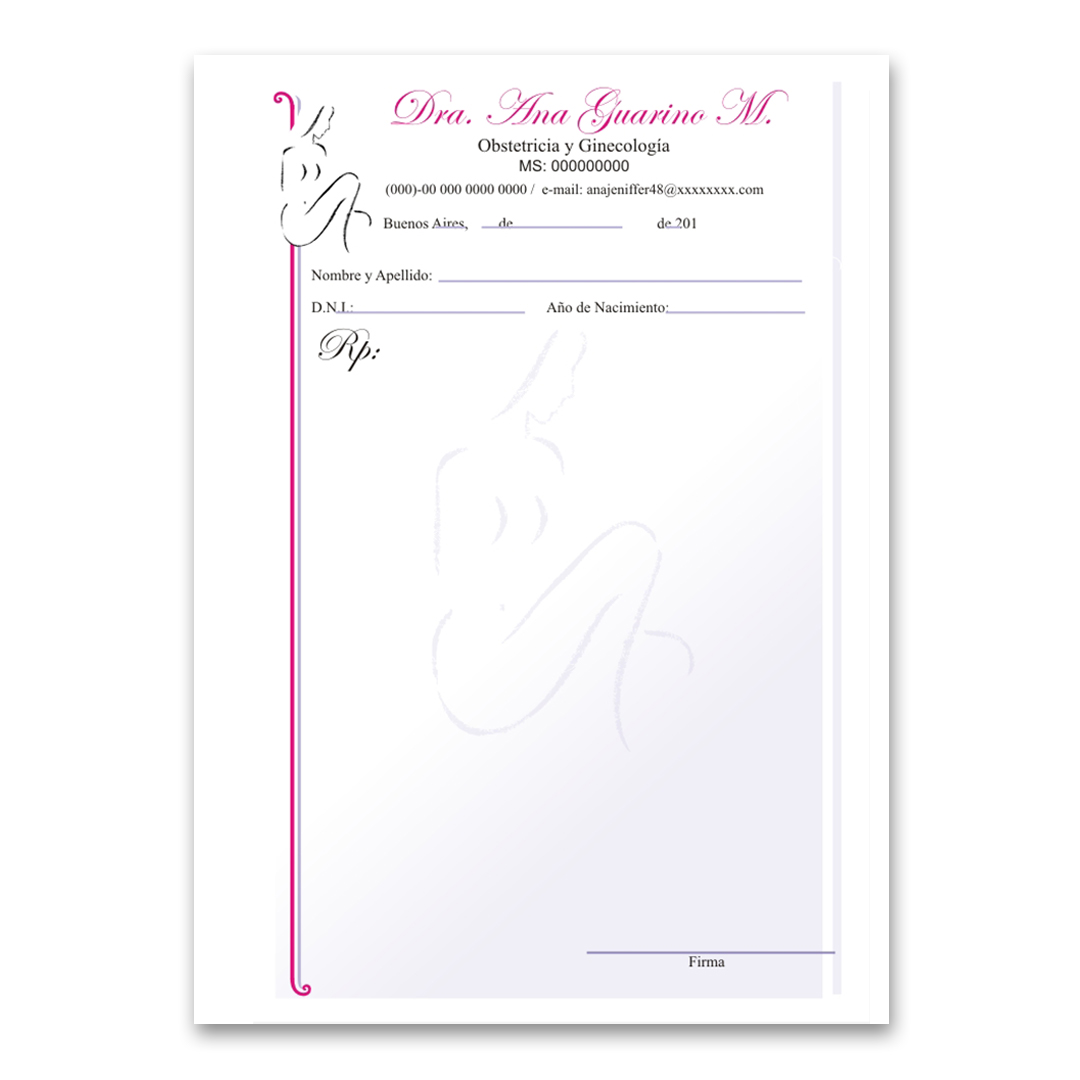 Dra. Ana Guarino M.
Obstetricia y Ginecología
MS: 000000000
(000)-00 000 0000 0000 / e-mail: anajeniffer48@xxxxxxxx.com
Buenos Aires, de de 201
Nombre y Apellido:
D.N.I.: Año de Nacimiento:
Rp:
Firma